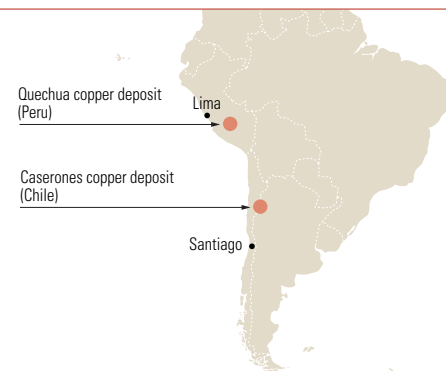 Quechua copper deposit
(Peru)
Lima
Caserones copper deposit
(Chile)
Santiago